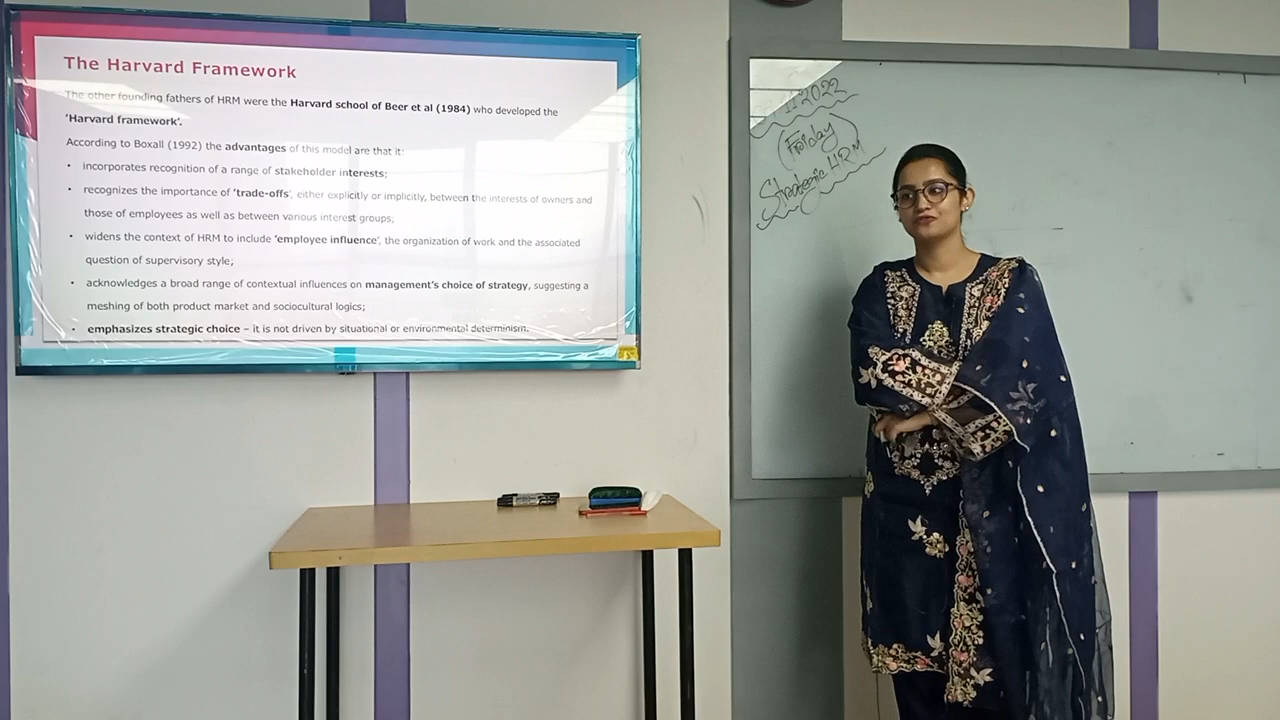 The Harvard Framework
The other founding fathers of HRM were the Harvard school of Beer et al (1984) who developed the
'Harvard framework'.
According to Boxall (1992) the advantages of this model are that it:
• incorporates recognition of a range of stakeholder interests;
• recognizes the importance of 'trade-offs', either explicitly or implicitly, between the interests of owners and
those of employees as well as between various interest groups;
• widens the context of HRM to include 'employee influence', the organization of work and the associated
question of supervisory style;
• acknowledges a broad range of contextual influences on management's choice of strategy, suggesting a
meshing of both product market and sociocultural logics;
• emphasizes strategic choice – it is not driven by situational or environmental determinism.
(Friday)
Strategic HRM